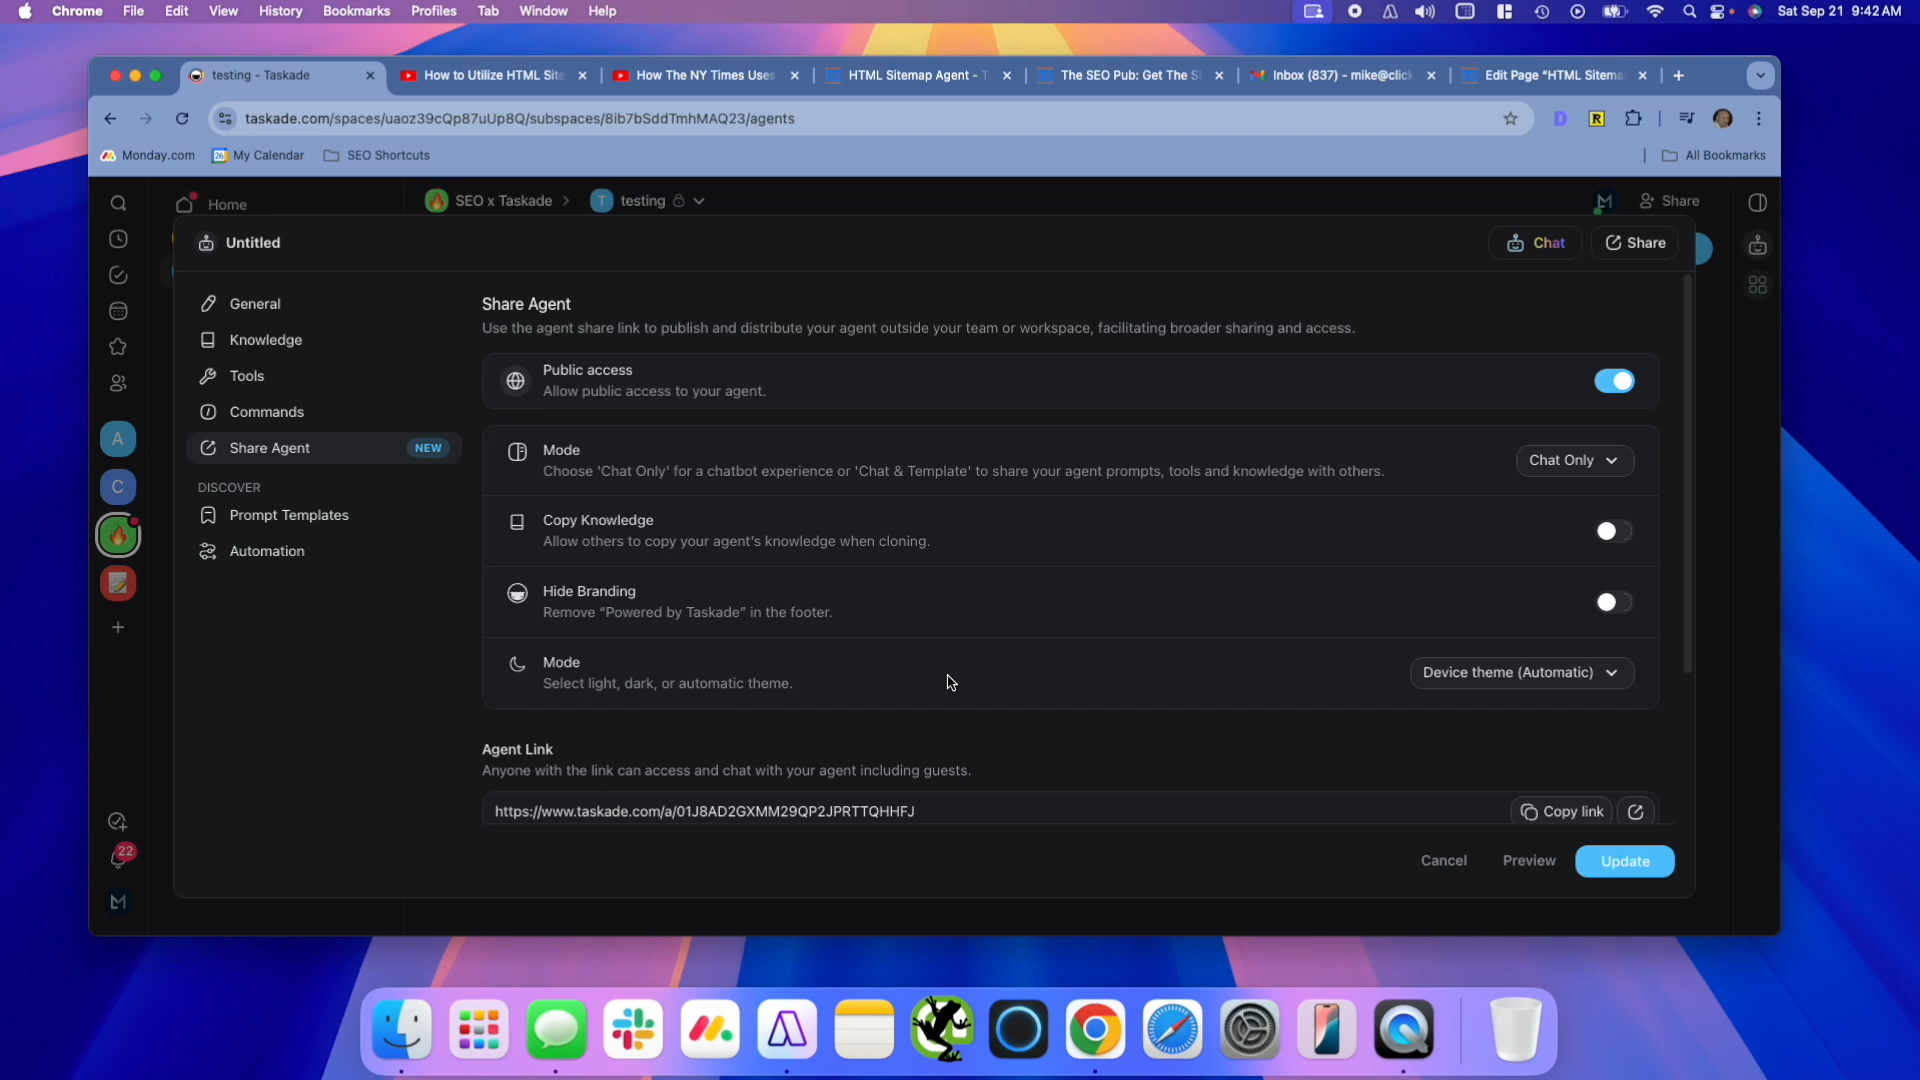 Chrome File Edit View History Bookmarks Profiles Tab Window Help Sat Sep 21 9:42 AM
testing - Taskade How to Utilize HTML Site How The NY Times Uses HTML Sitemap Agent - The SEO Pub: Get The Inbox (837) - mike@click Edit Page "HTML Sitema
taskade.com/spaces/uaoz39cQp87uUp8Q/subspaces/8ib7bSddTmhMAQ23/agents
Monday.com 26 My Calendar SEO Shortcuts All Bookmarks
Home SEO x Taskade T testing Share
Untitled Chat Share
General
Knowledge
Tools
Commands
Share Agent NEW
DISCOVER
Prompt Templates
Automation
A
C
22
Share Agent
Use the agent share link to publish and distribute your agent outside your team or workspace, facilitating broader sharing and access.
Public access
Allow public access to your agent.
Mode
Choose 'Chat Only' for a chatbot experience or 'Chat & Template' to share your agent prompts, tools and knowledge with others.
Chat Only
Copy Knowledge
Allow others to copy your agent's knowledge when cloning.
Hide Branding
Remove “Powered by Taskade” in the footer.
Mode
Select light, dark, or automatic theme.
Device theme (Automatic)
Agent Link
Anyone with the link can access and chat with your agent including guests.
https://www.taskade.com/a/01J8AD2GXMM29QP2JPRTTQHHFJ Copy link
Cancel Preview Update